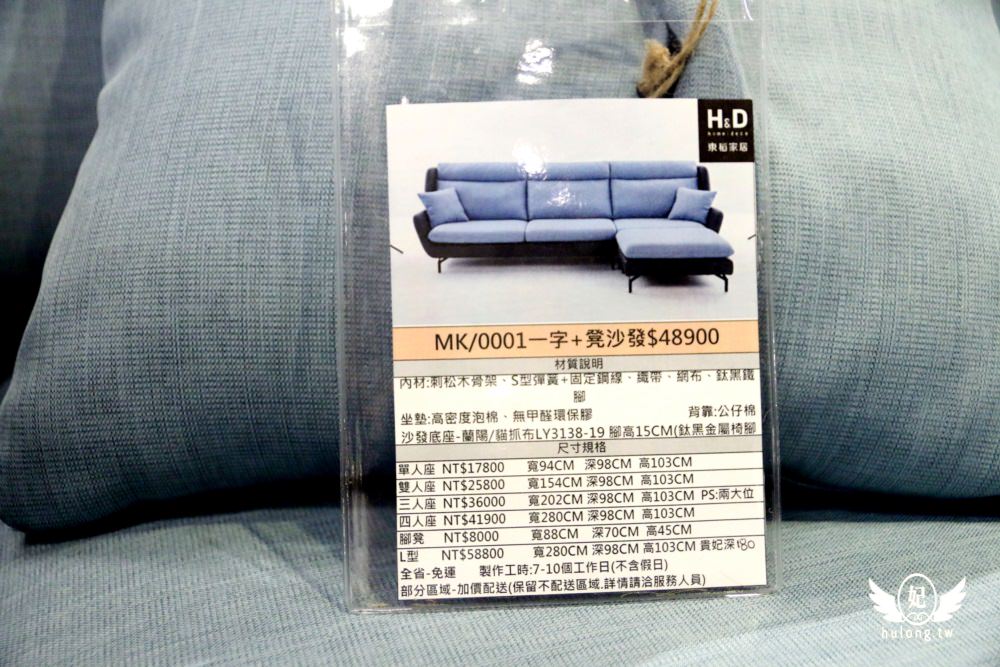 H&D
home·deco
東稻家居
MK/0001一字+凳沙發$48900
材質說明
內材:刺松木骨架、S型彈簧+固定鋼線、織帶、網布、鈦黑鐵
腳
坐墊:高密度泡棉、無甲醛環保膠 背靠:公仔棉
沙發底座-蘭陽/貓抓布LY3138-19 腳高15CM(鈦黑金屬椅腳
尺寸規格
單人座 NT$17800 寬94CM 深98CM 高103CM
雙人座 NT$25800 寬154CM 深98CM 高103CM
三人座 NT$36000 寬202CM 深98CM 高103CM PS:兩大位
四人座 NT$41900 寬280CM 深98CM 高103CM
腳凳 NT$8000 寬88CM 深70CM 高45CM
L型 NT$58800 寬280CM 深98CM 高103CM 貴妃深180
全省-免運 製作工時:7-10個工作日(不含假日)
部分區域-加價配送(保留不配送區域,詳情請洽服務人員)
妃
hulong.tw